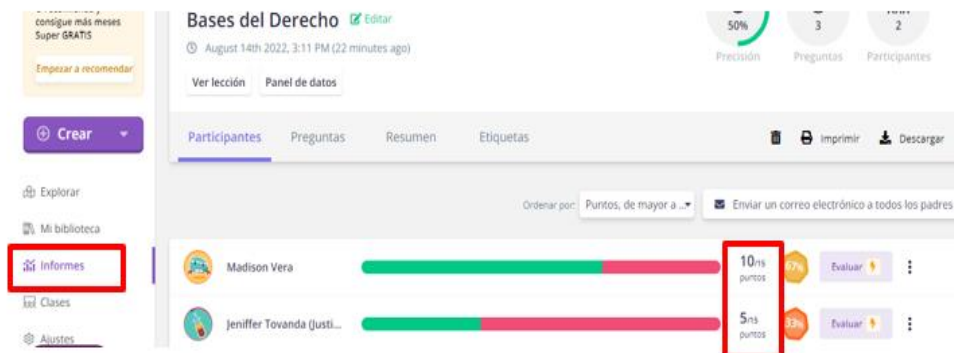 consigue más meses
Super GRATIS
Empezar a recomendar
Crear
Explorar
Mi biblioteca
Informes
Clases
Ajustes
Bases del Derecho Editar
August 14th 2022, 3:11 PM (22 minutes ago)
Ver lección Panel de datos
50% 3 2
Precisión Preguntas Participantes
Participantes Preguntas Resumen Etiquetas Imprimir Descargar
Ordenar por: Puntos, de mayor a ... Enviar un correo electrónico a todos los padres
Madison Vera 10/15 puntos 67% Evaluar
Jeniffer Tovanda (Justi... 5/15 puntos 33% Evaluar